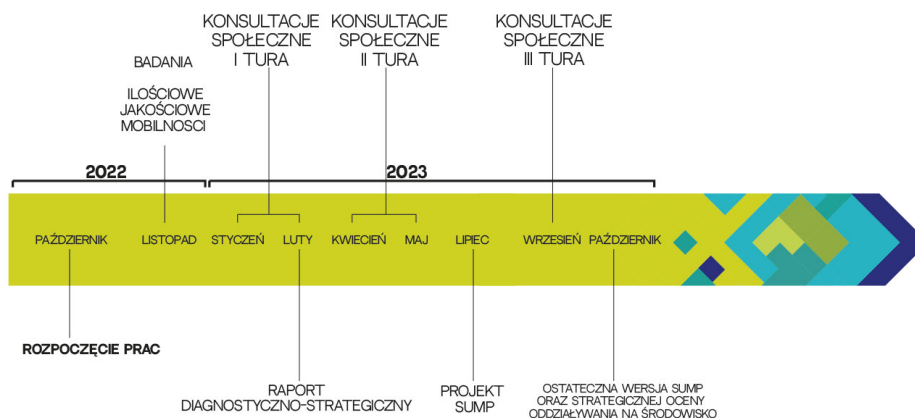 KONSULTACJE
SPOŁECZNE
I TURA
KONSULTACJE
SPOŁECZNE
II TURA
KONSULTACJE
SPOŁECZNE
III TURA
BADANIA
ILOŚCIOWE
JAKOŚCIOWE
MOBILNOSCI
2022
2023
PAŹDZIERNIK
LISTOPAD
STYCZEŃ
LUTY
KWIECIEŃ
MAJ
LIPIEC
WRZESIEŃ
PAŹDZIERNIK
ROZPOCZĘCIE PRAC
RAPORT
DIAGNOSTYCZNO-STRATEGICZNY
PROJEKT
SUMP
OSTATECZNA WERSJA SUMP
ORAZ STRATEGICZNEJ OCENY
ODDZIAŁYWANIA NA ŚRODOWISKO